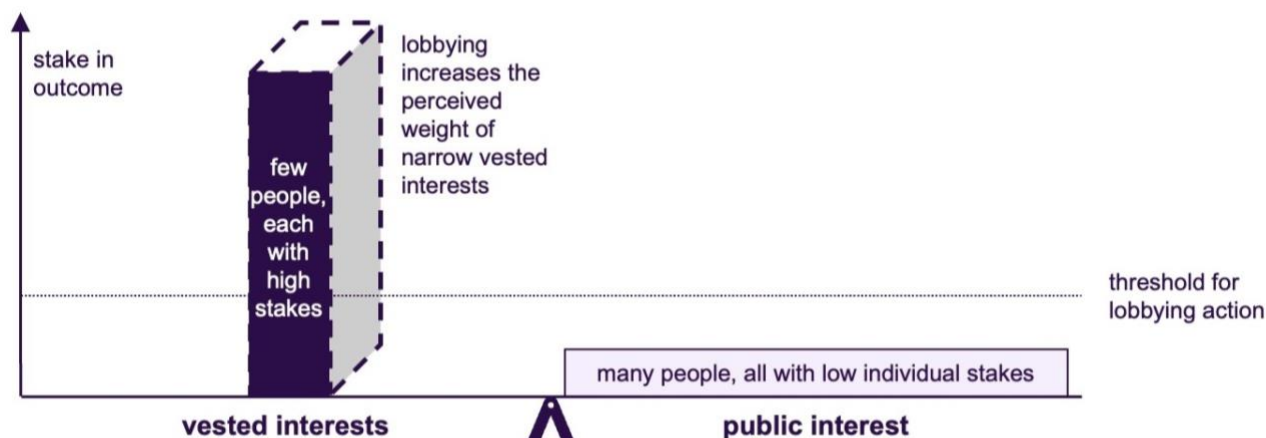 stake in
outcome
few
people,
each
with
high
stakes
lobbying
increases the
perceived
weight of
narrow vested
interests
threshold for
lobbying action
many people, all with low individual stakes
vested interests
public interest